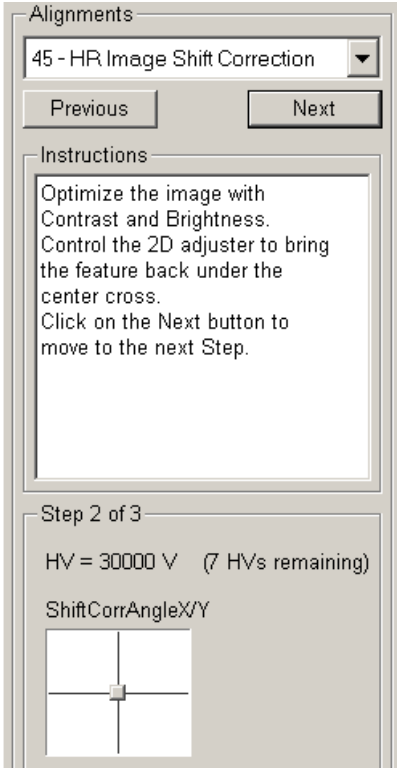 Alignments
45 - HR Image Shift Correction
Previous Next
Instructions
Optimize the image with
Contrast and Brightness.
Control the 2D adjuster to bring
the feature back under the
center cross.
Click on the Next button to
move to the next Step.
Step 2 of 3
HV = 30000 V (7 HVs remaining)
ShiftCorrAngleX/Y